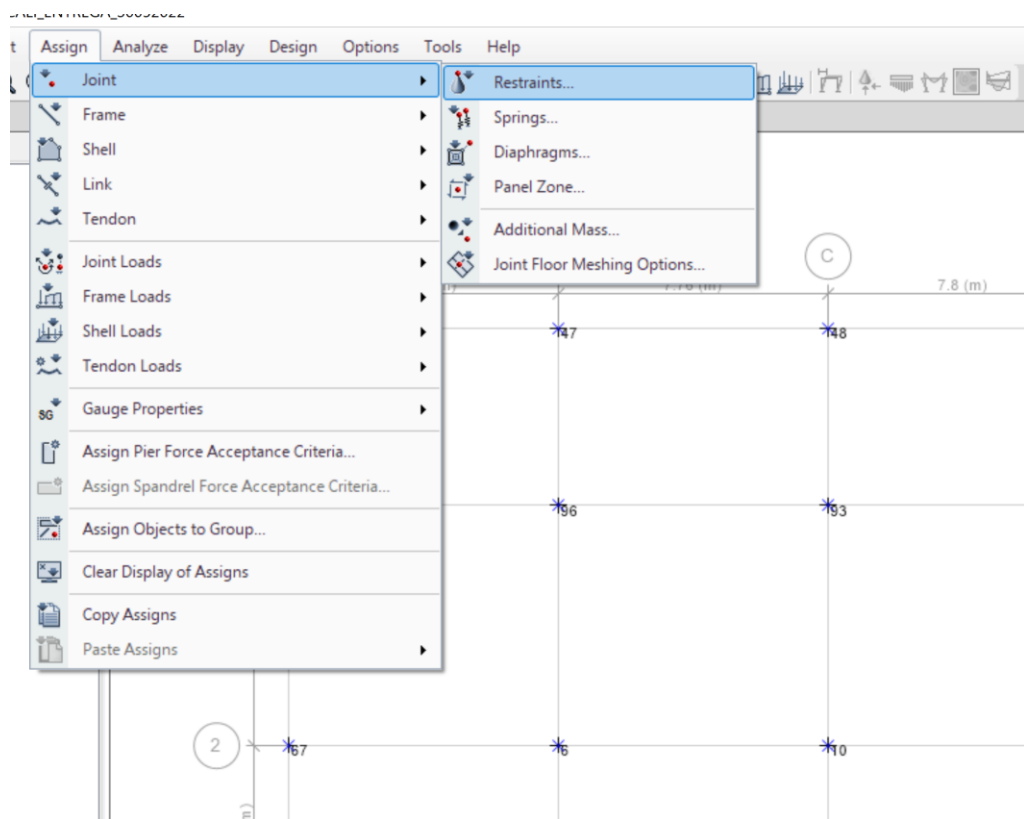 t Assign Analyze Display Design Options Tools Help
Joint
Restraints...
Frame
Springs...
Shell
Diaphragms...
Link
Panel Zone...
Tendon
Additional Mass...
Joint Loads
Joint Floor Meshing Options...
Frame Loads
Shell Loads
Tendon Loads
SG Gauge Properties
Assign Pier Force Acceptance Criteria...
Assign Spandrel Force Acceptance Criteria...
Assign Objects to Group...
Clear Display of Assigns
Copy Assigns
Paste Assigns
C
7.8 (m)
47
48
96
93
2
67
6
10